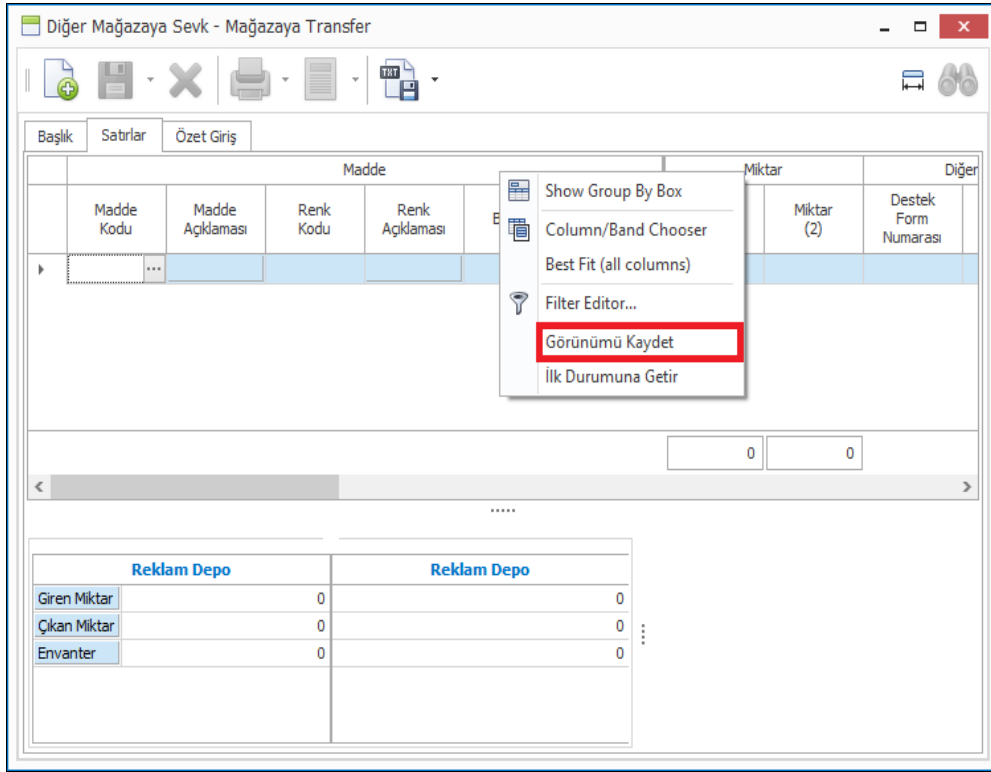 Diğer Mağazaya Sevk - Mağazaya Transfer
TXT
Başlık Satırlar Özet Giriş
Madde Miktar Diğer
Madde Kodu
Madde Açıklaması
Renk Kodu
Renk Açıklaması
Miktar (2)
Destek Form Numarası
...
Show Group By Box
Column/Band Chooser
Best Fit (all columns)
Filter Editor...
Görünümü Kaydet
İlk Durumuna Getir
0 0
Reklam Depo Reklam Depo
Giren Miktar 0 0
Çıkan Miktar 0 0
Envanter 0 0